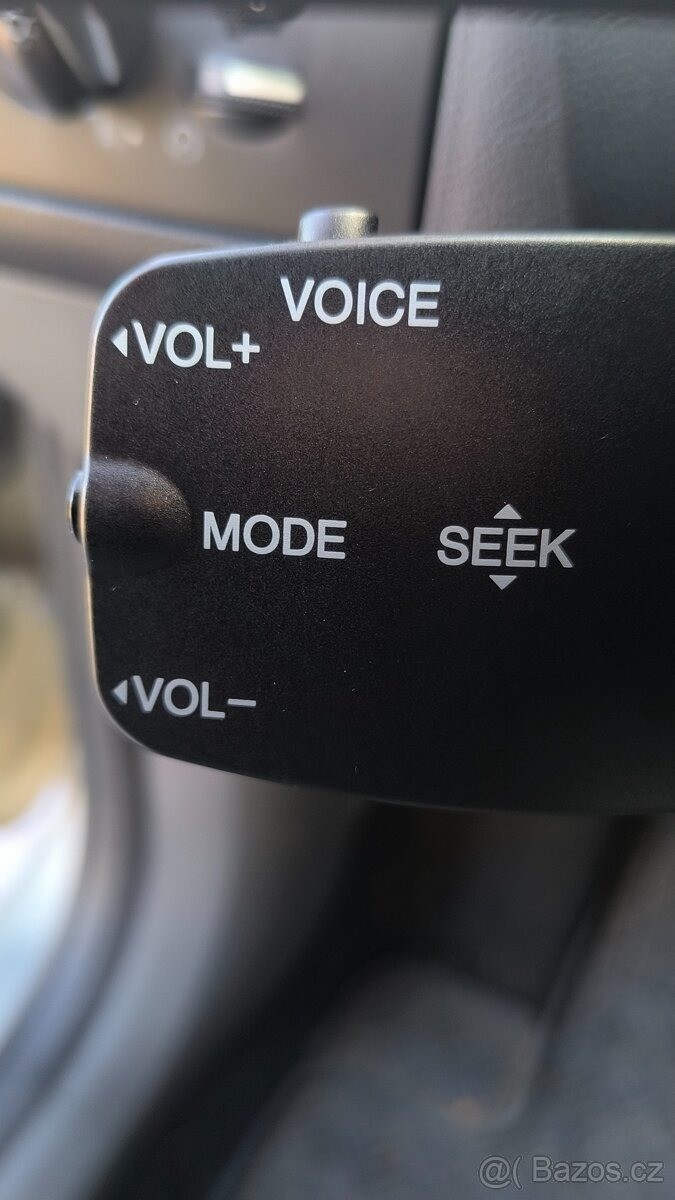 VOICE
◀VOL+
MODE
▲
SEEK
▼
◀VOL−
@( Bazos.cz